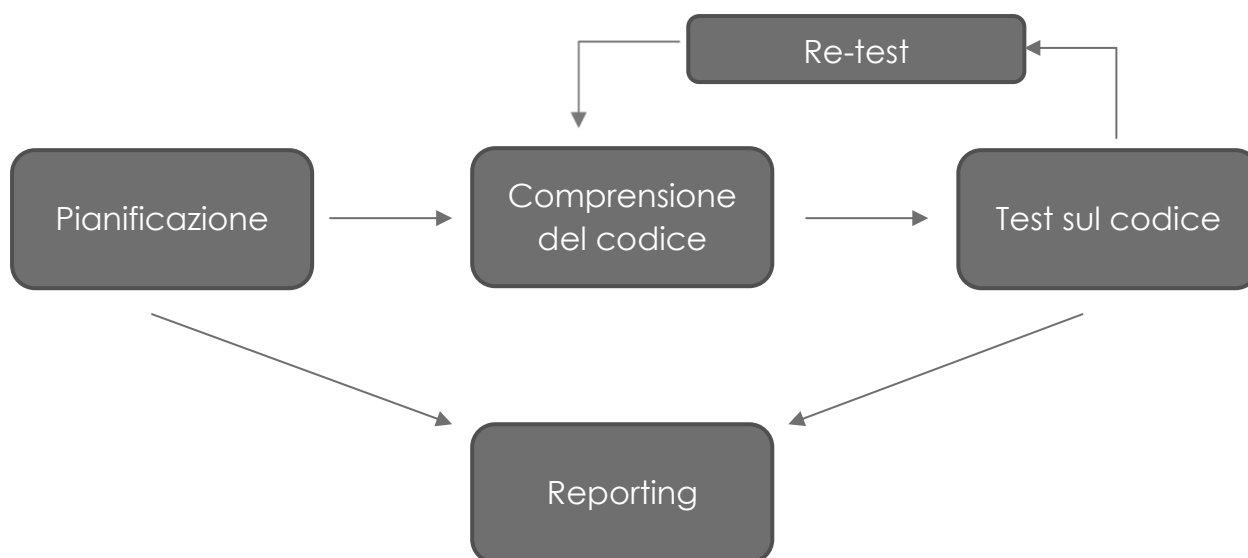 Re-test
Pianificazione
Comprensione
del codice
Test sul codice
Reporting